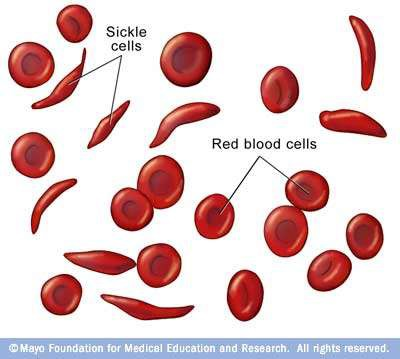 Sickle
cells
Red blood cells
©Mayo Foundation for Medical Education and Research. All rights reserved.